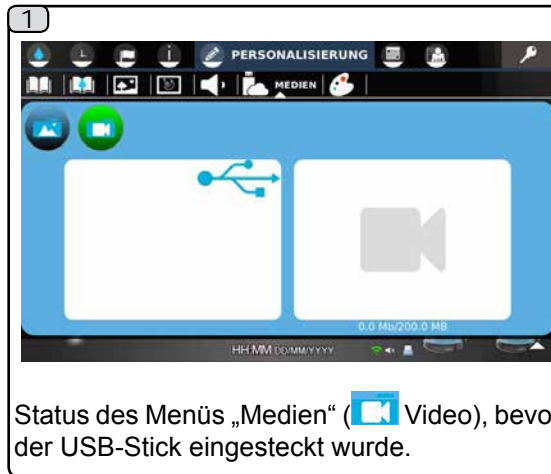 1
PERSONALISIERUNG
MEDIEN
0.0 Mb/200.0 MB
HH:MM DD/MM/YYYY
Status des Menüs „Medien“ ( Video), bevo
der USB-Stick eingesteckt wurde.